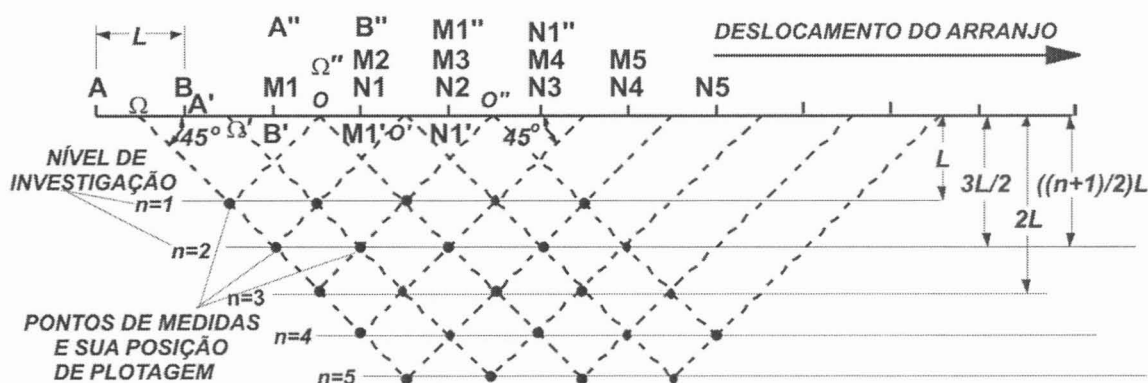 L A" B" M1" N1" DESLOCAMENTO DO ARRANJO
Ω" M2 M3 M4 M5
A Ω B A' M1 O N1 N2 O" N3 N4 N5
Ω' 45° B' M1' O' N1' 45°
NÍVEL DE
INVESTIGAÇÃO
n=1
n=2
n=3
n=4
n=5
L
3L/2
2L
((n+1)/2)L
PONTOS DE MEDIDAS
E SUA POSIÇÃO
DE PLOTAGEM